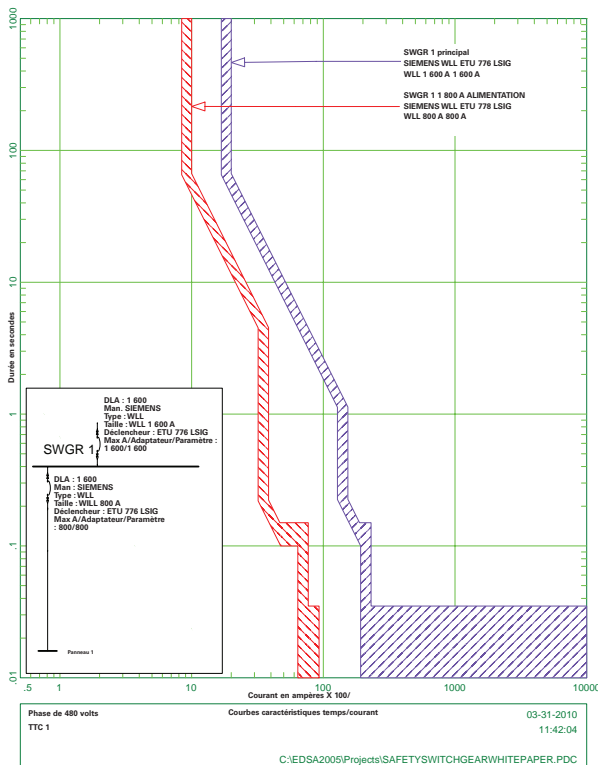 1000
100
10
1
.1
.01
Durée en secondes
SWGR 1 principal
SIEMENS WLL ETU 776 LSIG
WLL 1 600 A 1 600 A
SWGR 1 1 800 A ALIMENTATION
SIEMENS WLL ETU 778 LSIG
WLL 800 A 800 A
DLA : 1 600
Man. SIEMENS
Type : WLL
Taille : WLL 1 600 A
Déclencheur : ETU 776 LSIG
Max A/Adaptateur/Paramètre :
1 600/1 600
SWGR 1
DLA : 1 600
Man : SIEMENS
Type : WLL
Taille : WILL 800 A
Déclencheur : ETU 776 LSIG
Max A/Adaptateur/Paramètre
: 800/800
Panneau 1
.5 1 10 100 1000 10000
Courant en ampères X 100/
Phase de 480 volts
Courbes caractéristiques temps/courant
03-31-2010
TTC 1
11:42:04
C:\EDSA2005\Projects\SAFETYSWITCHGEARWHITEPAPER.PDC